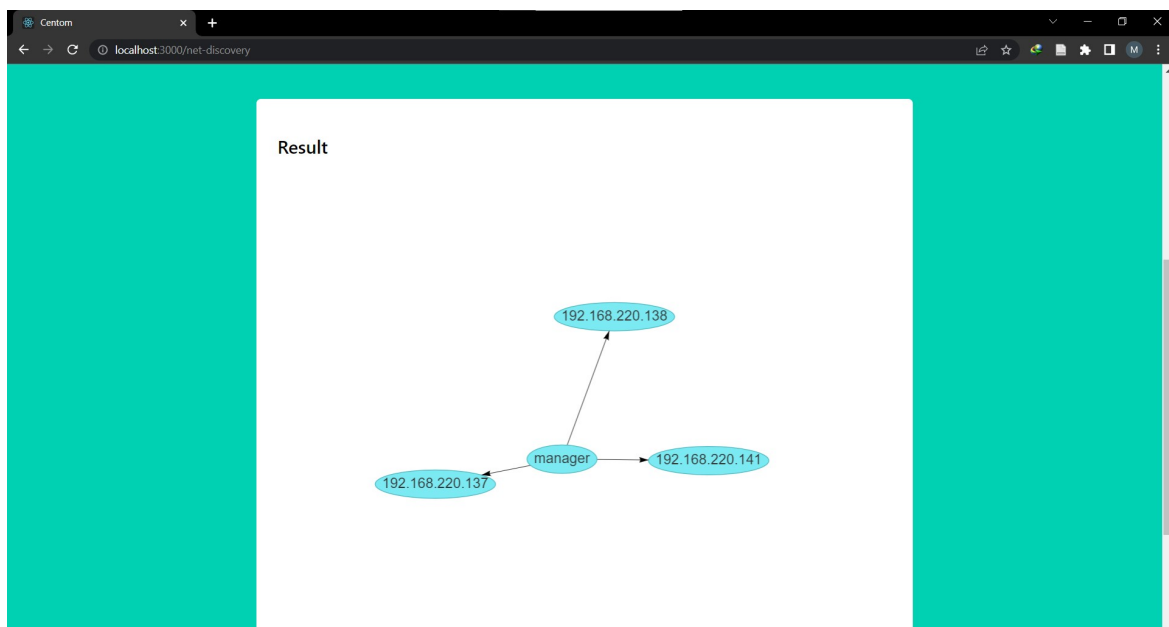 Centom
localhost:3000/net-discovery
M
Result
192.168.220.138
manager
192.168.220.141
192.168.220.137